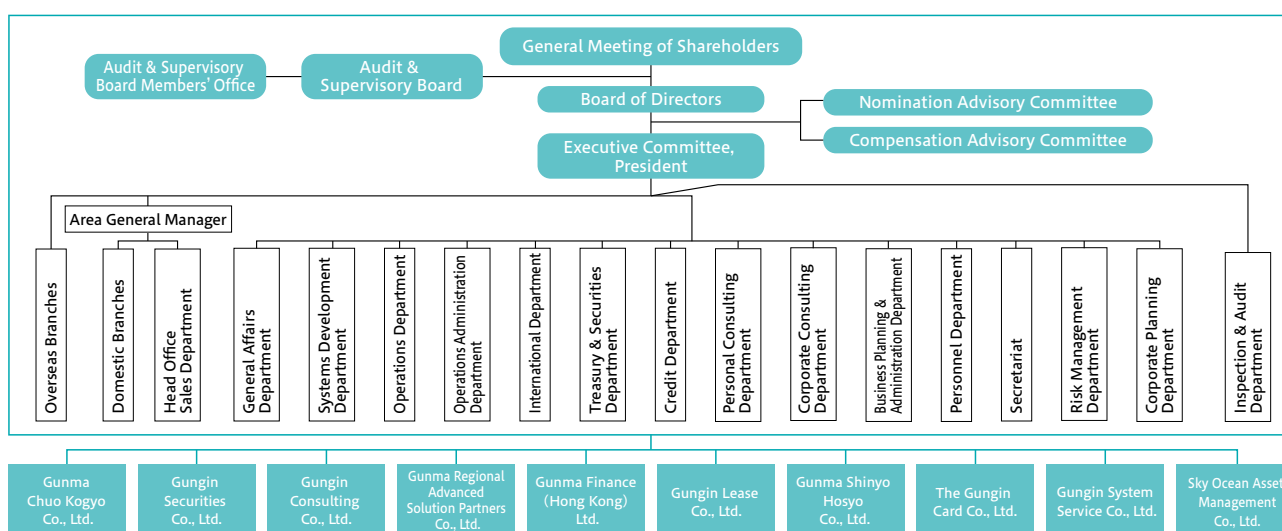 General Meeting of Shareholders
Audit & Supervisory
Board Members' Office
Audit &
Supervisory Board
Board of Directors
Nomination Advisory Committee
Compensation Advisory Committee
Executive Committee,
President
Area General Manager
Overseas Branches
Domestic Branches
Head Office
Sales Department
General Affairs
Department
Systems Development
Department
Operations Department
Operations Administration
Department
International Department
Treasury & Securities
Department
Credit Department
Personal Consulting
Department
Corporate Consulting
Department
Business Planning &
Administration Department
Personnel Department
Secretariat
Risk Management
Department
Corporate Planning
Department
Inspection & Audit
Department
Gunma
Chuo Kogyo
Co., Ltd.
Gungin
Securities
Co., Ltd.
Gungin
Consulting
Co., Ltd.
Gunma Regional
Advanced
Solution Partners
Co., Ltd.
Gunma Finance
(Hong Kong)
Ltd.
Gungin Lease
Co., Ltd.
Gunma Shinyo
Hosyo
Co., Ltd.
The Gungin
Card Co., Ltd.
Gungin System
Service Co., Ltd.
Sky Ocean Asset
Management
Co., Ltd.